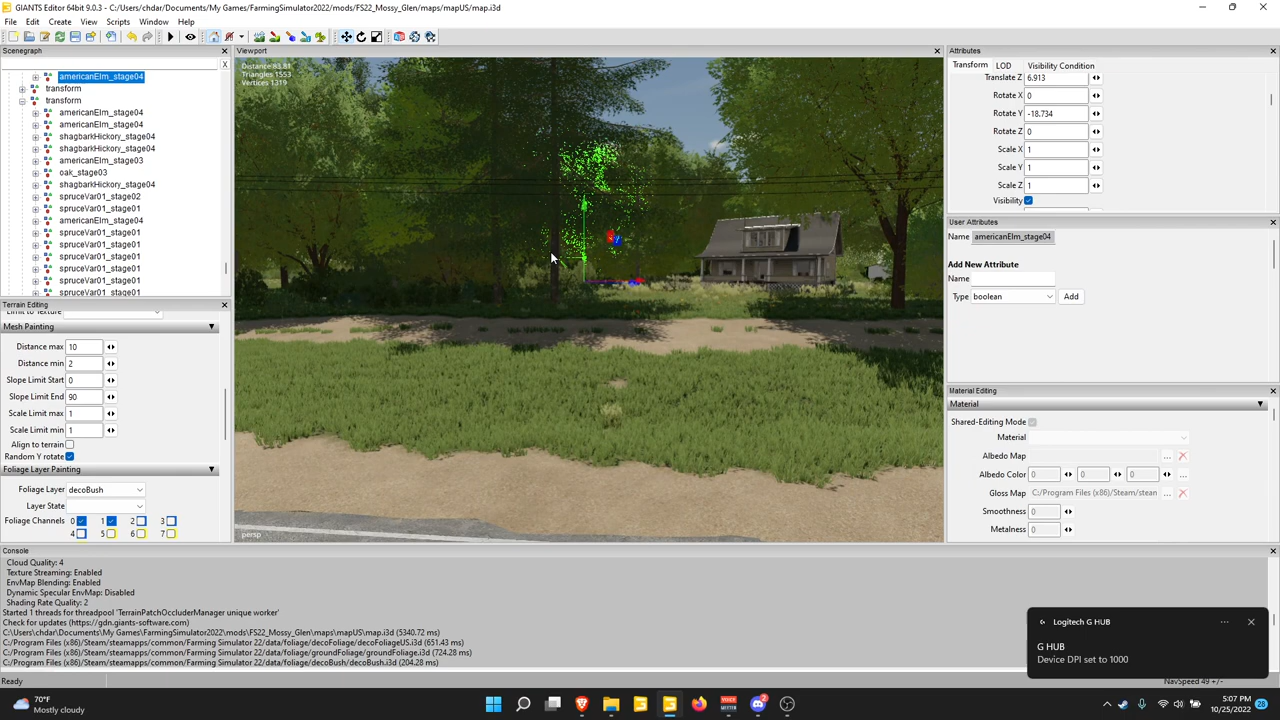 GIANTS Editor 64bit 9.0.3 - C:/Users/chdar/Documents/My Games/FarmingSimulator2022/mods/FS22_Mossy_Glen/maps/mapUS/map.i3d
File Edit Create View Scripts Window Help
Scenegraph
X
americanElm_stage04
transform
transform
americanElm_stage04
americanElm_stage04
shagbarkHickory_stage04
shagbarkHickory_stage04
americanElm_stage03
oak_stage03
shagbarkHickory_stage04
spruceVar01_stage02
spruceVar01_stage01
americanElm_stage04
spruceVar01_stage01
spruceVar01_stage01
spruceVar01_stage01
spruceVar01_stage01
spruceVar01_stage01
spruceVar01_stage01
Terrain Editing
Limit to Texture
Mesh Painting
Distance max 10
Distance min 2
Slope Limit Start 0
Slope Limit End 90
Scale Limit max 1
Scale Limit min 1
Align to terrain
Random Y rotate
Foliage Layer Painting
Foliage Layer decoBush
Layer State
Foliage Channels 0 1 2 3
4 5 6 7
Viewport
Distance 83.81
Triangles 1553
Vertices 1319
persp
Attributes
Transform LOD Visibility Condition
Translate Z 6.913
Rotate X 0
Rotate Y -18.734
Rotate Z 0
Scale X 1
Scale Y 1
Scale Z 1
Visibility
User Attributes
Name americanElm_stage04
Add New Attribute
Name
Type boolean Add
Material Editing
Material
Shared-Editing Mode
Material
Albedo Map ...
Albedo Color 0 0 0 ...
Gloss Map C:/Program Files (x86)/Steam/stean ...
Smoothness 0
Metalness 0
Console
Cloud Quality: 4
Texture Streaming: Enabled
EnvMap Blending: Enabled
Dynamic Specular EnvMap: Disabled
Shading Rate Quality: 2
Started 1 threads for threadpool 'TerrainPatchOccluderManager unique worker'
Check for updates (https://gdn.giants-software.com)
C:\Users\chdar\Documents\My Games\FarmingSimulator2022\mods\FS22_Mossy_Glen\maps\mapUS\map.i3d (5340.72 ms)
C:/Program Files (x86)/Steam/steamapps/common/Farming Simulator 22/data/foliage/decoFoliage/decoFoliageUS.i3d (651.43 ms)
C:/Program Files (x86)/Steam/steamapps/common/Farming Simulator 22/data/foliage/groundFoliage/groundFoliage.i3d (724.28 ms)
C:/Program Files (x86)/Steam/steamapps/common/Farming Simulator 22/data/foliage/decoBush/decoBush.i3d (204.28 ms)
Logitech G HUB
G HUB
Device DPI set to 1000
Ready
NavSpeed 49 +/-
70°F
Mostly cloudy
5:07 PM
10/25/2022
28